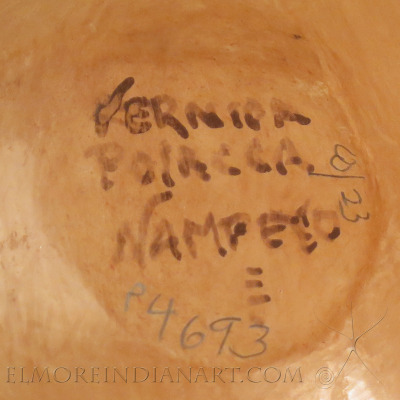 VERNIDA
POLACCA
NAMPEYO
8/23
P4693
ELMOREINDIANART.COM